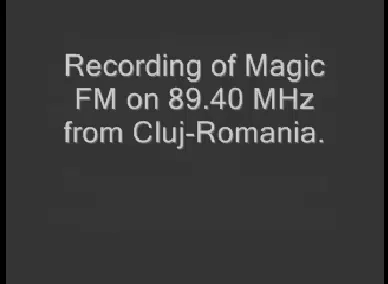 Recording of Magic
FM on 89.40 MHz
from Cluj-Romania.